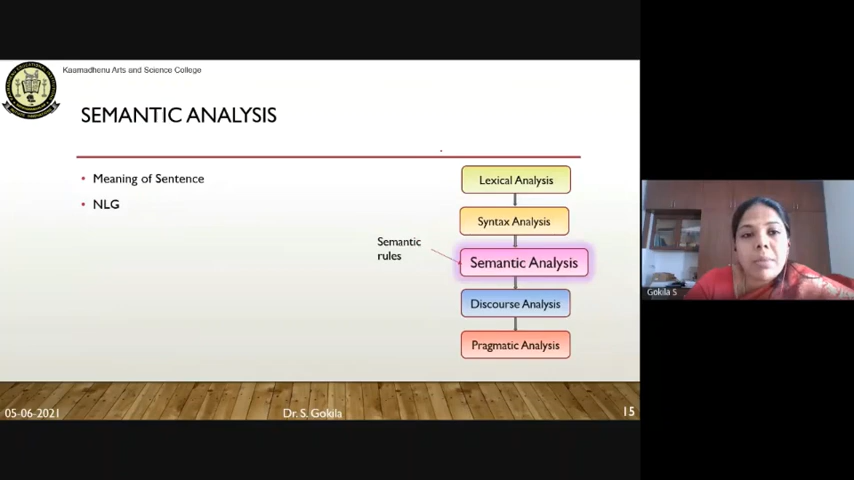 Kaamadhenu Arts and Science College
SEMANTIC ANALYSIS
• Meaning of Sentence
• NLG
Lexical Analysis
Syntax Analysis
Semantic
rules
Semantic Analysis
Discourse Analysis
Pragmatic Analysis
Gokila S
05-06-2021
Dr. S. Gokila
15